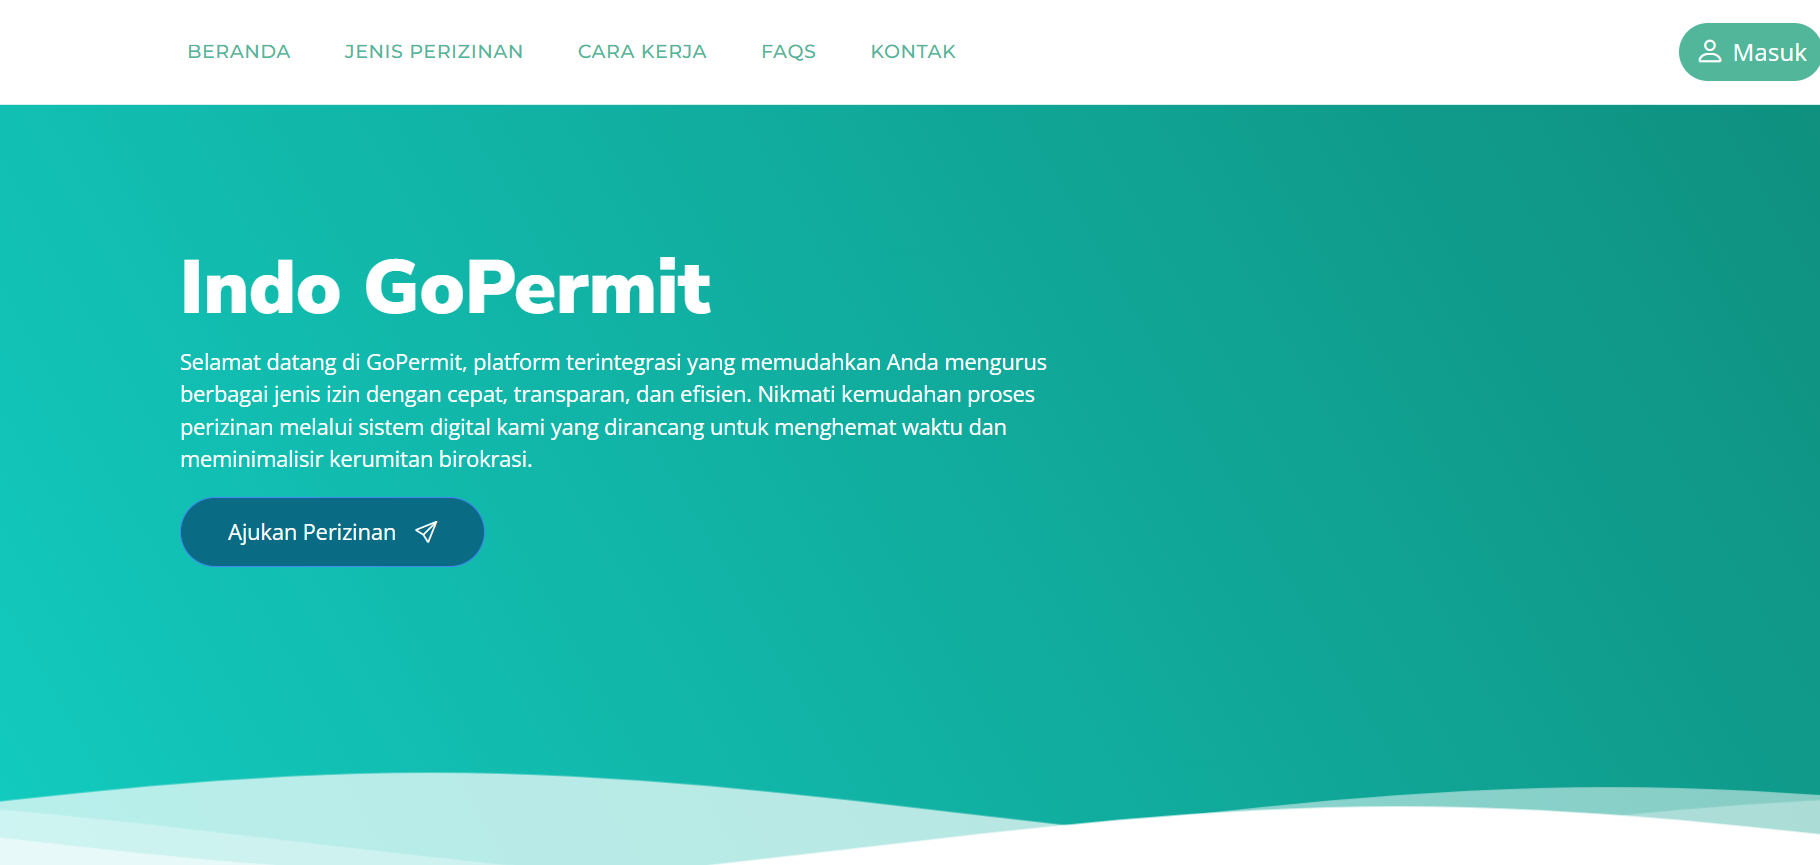 BERANDA JENIS PERIZINAN CARA KERJA FAQS KONTAK Masuk
Indo GoPermit
Selamat datang di GoPermit, platform terintegrasi yang memudahkan Anda mengurus
berbagai jenis izin dengan cepat, transparan, dan efisien. Nikmati kemudahan proses
perizinan melalui sistem digital kami yang dirancang untuk menghemat waktu dan
meminimalisir kerumitan birokrasi.
Ajukan Perizinan